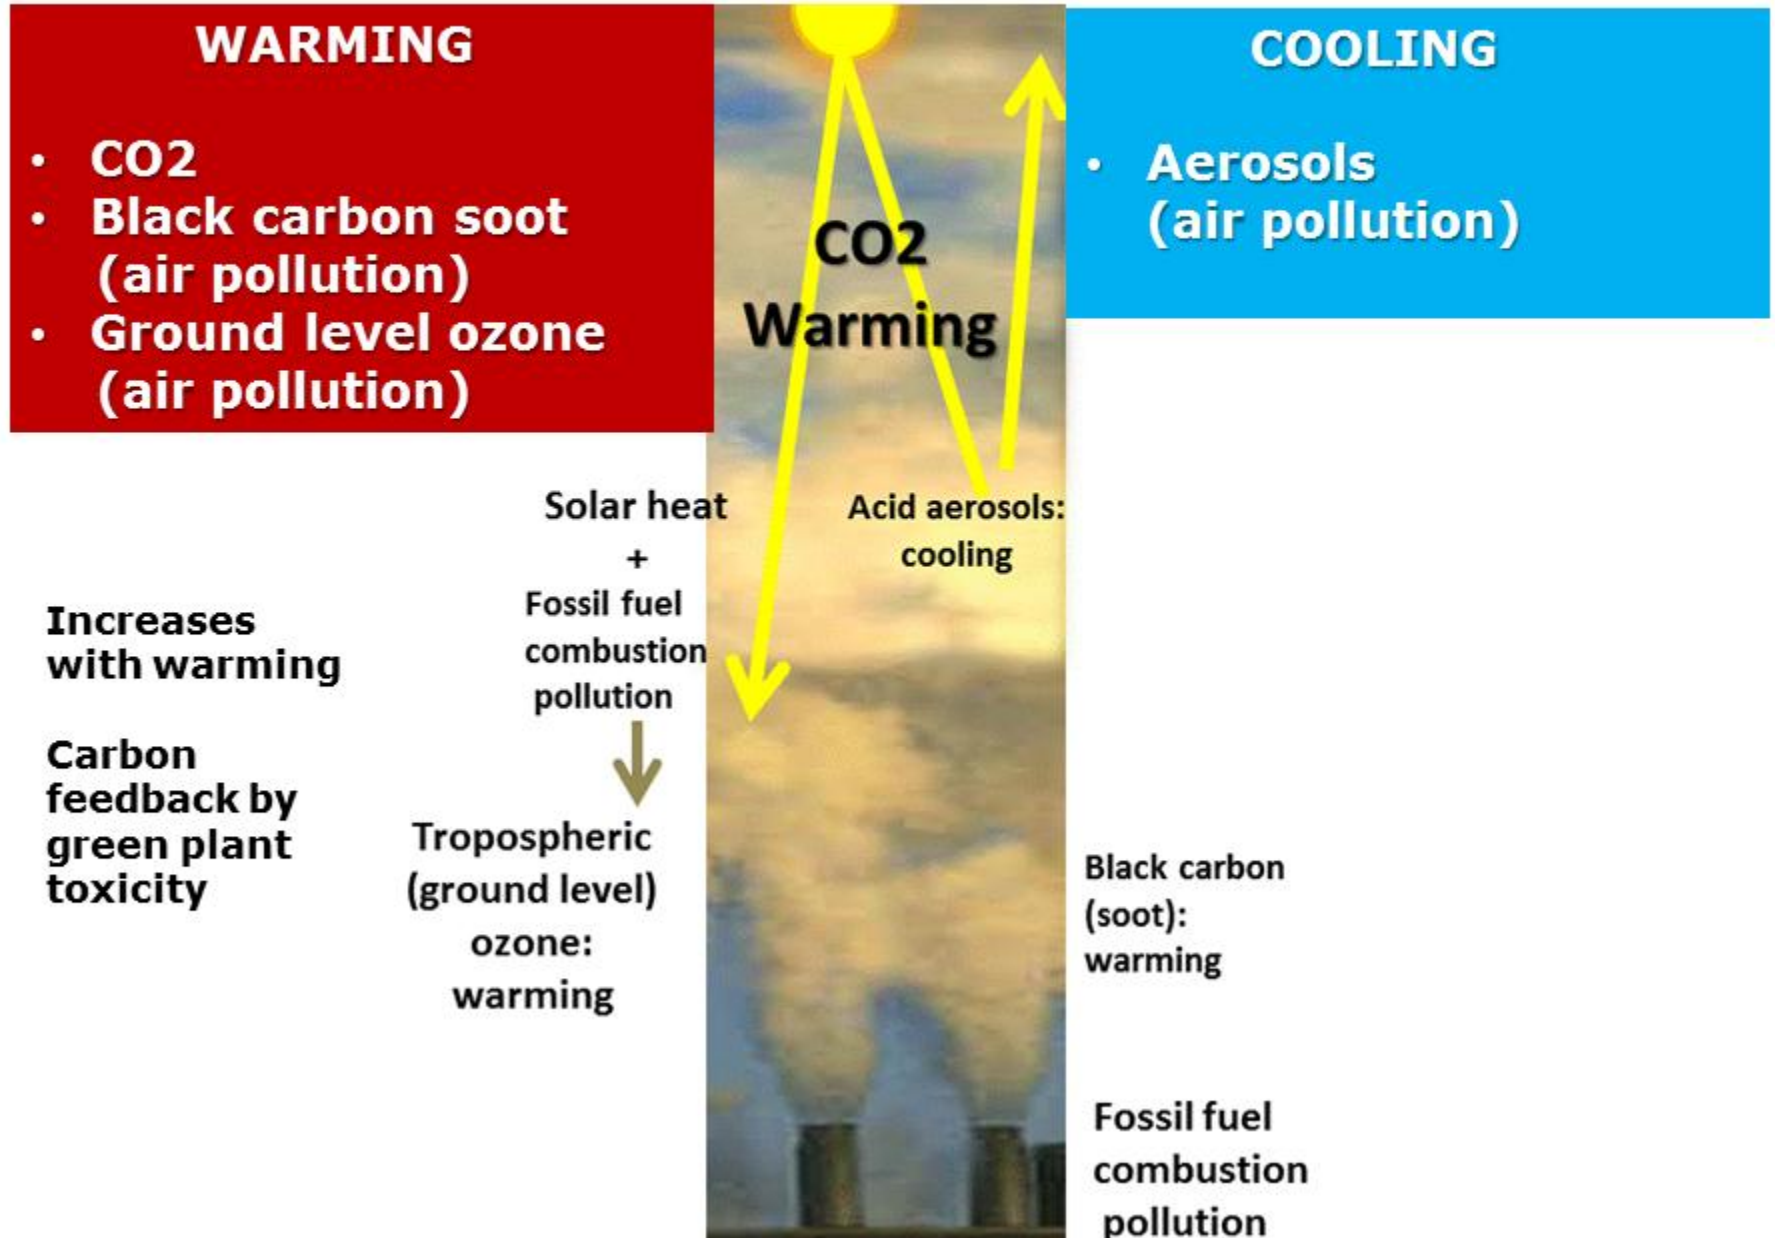 WARMING
• CO2
• Black carbon soot
(air pollution)
• Ground level ozone
(air pollution)
CO2
Warming
COOLING
• Aerosols
(air pollution)
Solar heat
+
Fossil fuel
combustion
pollution
Acid aerosols:
cooling
Increases
with warming
Carbon
feedback by
green plant
toxicity
Tropospheric
(ground level)
ozone:
warming
Black carbon
(soot):
warming
Fossil fuel
combustion
pollution